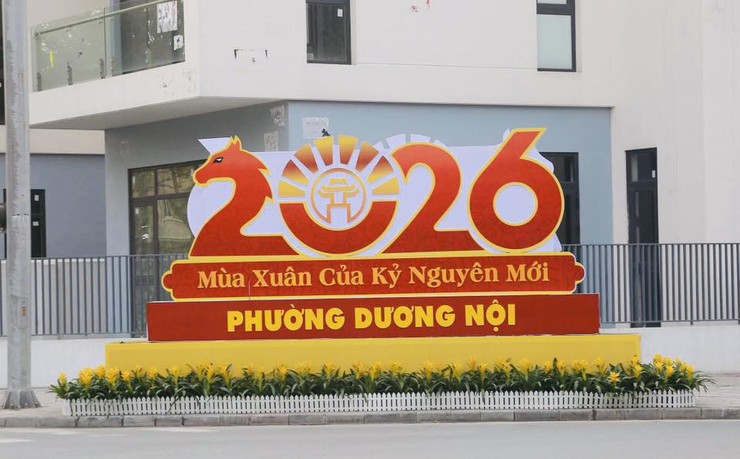 2026
Mùa Xuân Của Kỷ Nguyên Mới
PHƯỜNG DƯƠNG NỘI